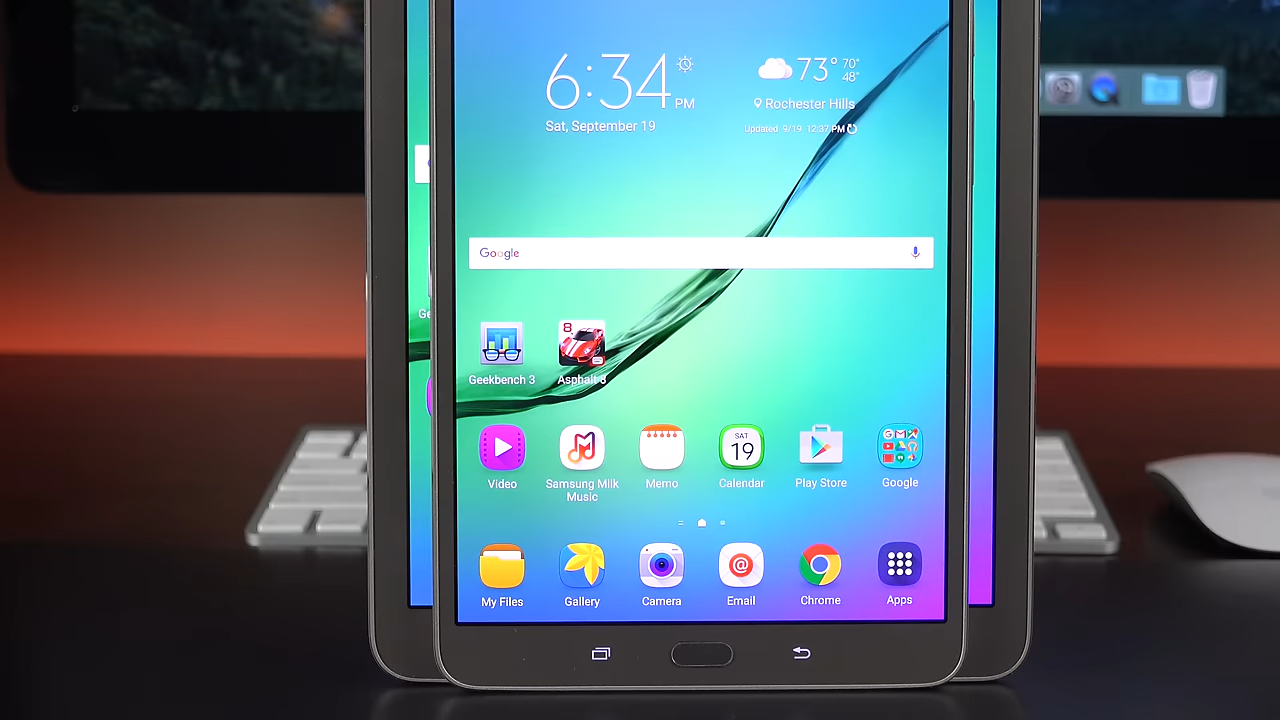 6:34 PM
Sat, September 19
73° 70° 48°
Rochester Hills
Updated 9/19 12:37 PM
Google
Ge
8
Geekbench 3
Asphalt 8
SAT
19
Video
Samsung Milk Music
Memo
Calendar
Play Store
Google
My Files
Gallery
Camera
Email
Chrome
Apps